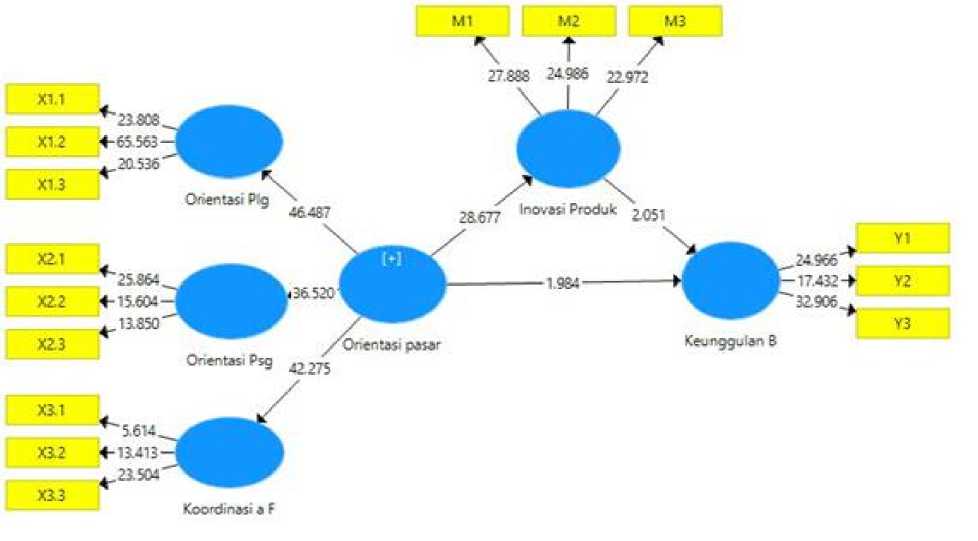 M1 M2 M3
27.888 24.986 22.972
X1.1
X1.2
X1.3
23.808
65.563
20.536
Orientasi Plg
46.487
28.677
Inovasi Produk
2.051
X2.1
X2.2
X2.3
25.864
15.604
13.850
Orientasi Psg
36.520
[+]
Orientasi pasar
1.984
Keunggulan B
24.966
17.432
32.906
Y1
Y2
Y3
42.275
X3.1
X3.2
X3.3
5.614
13.413
23.504
Koordinasi a F